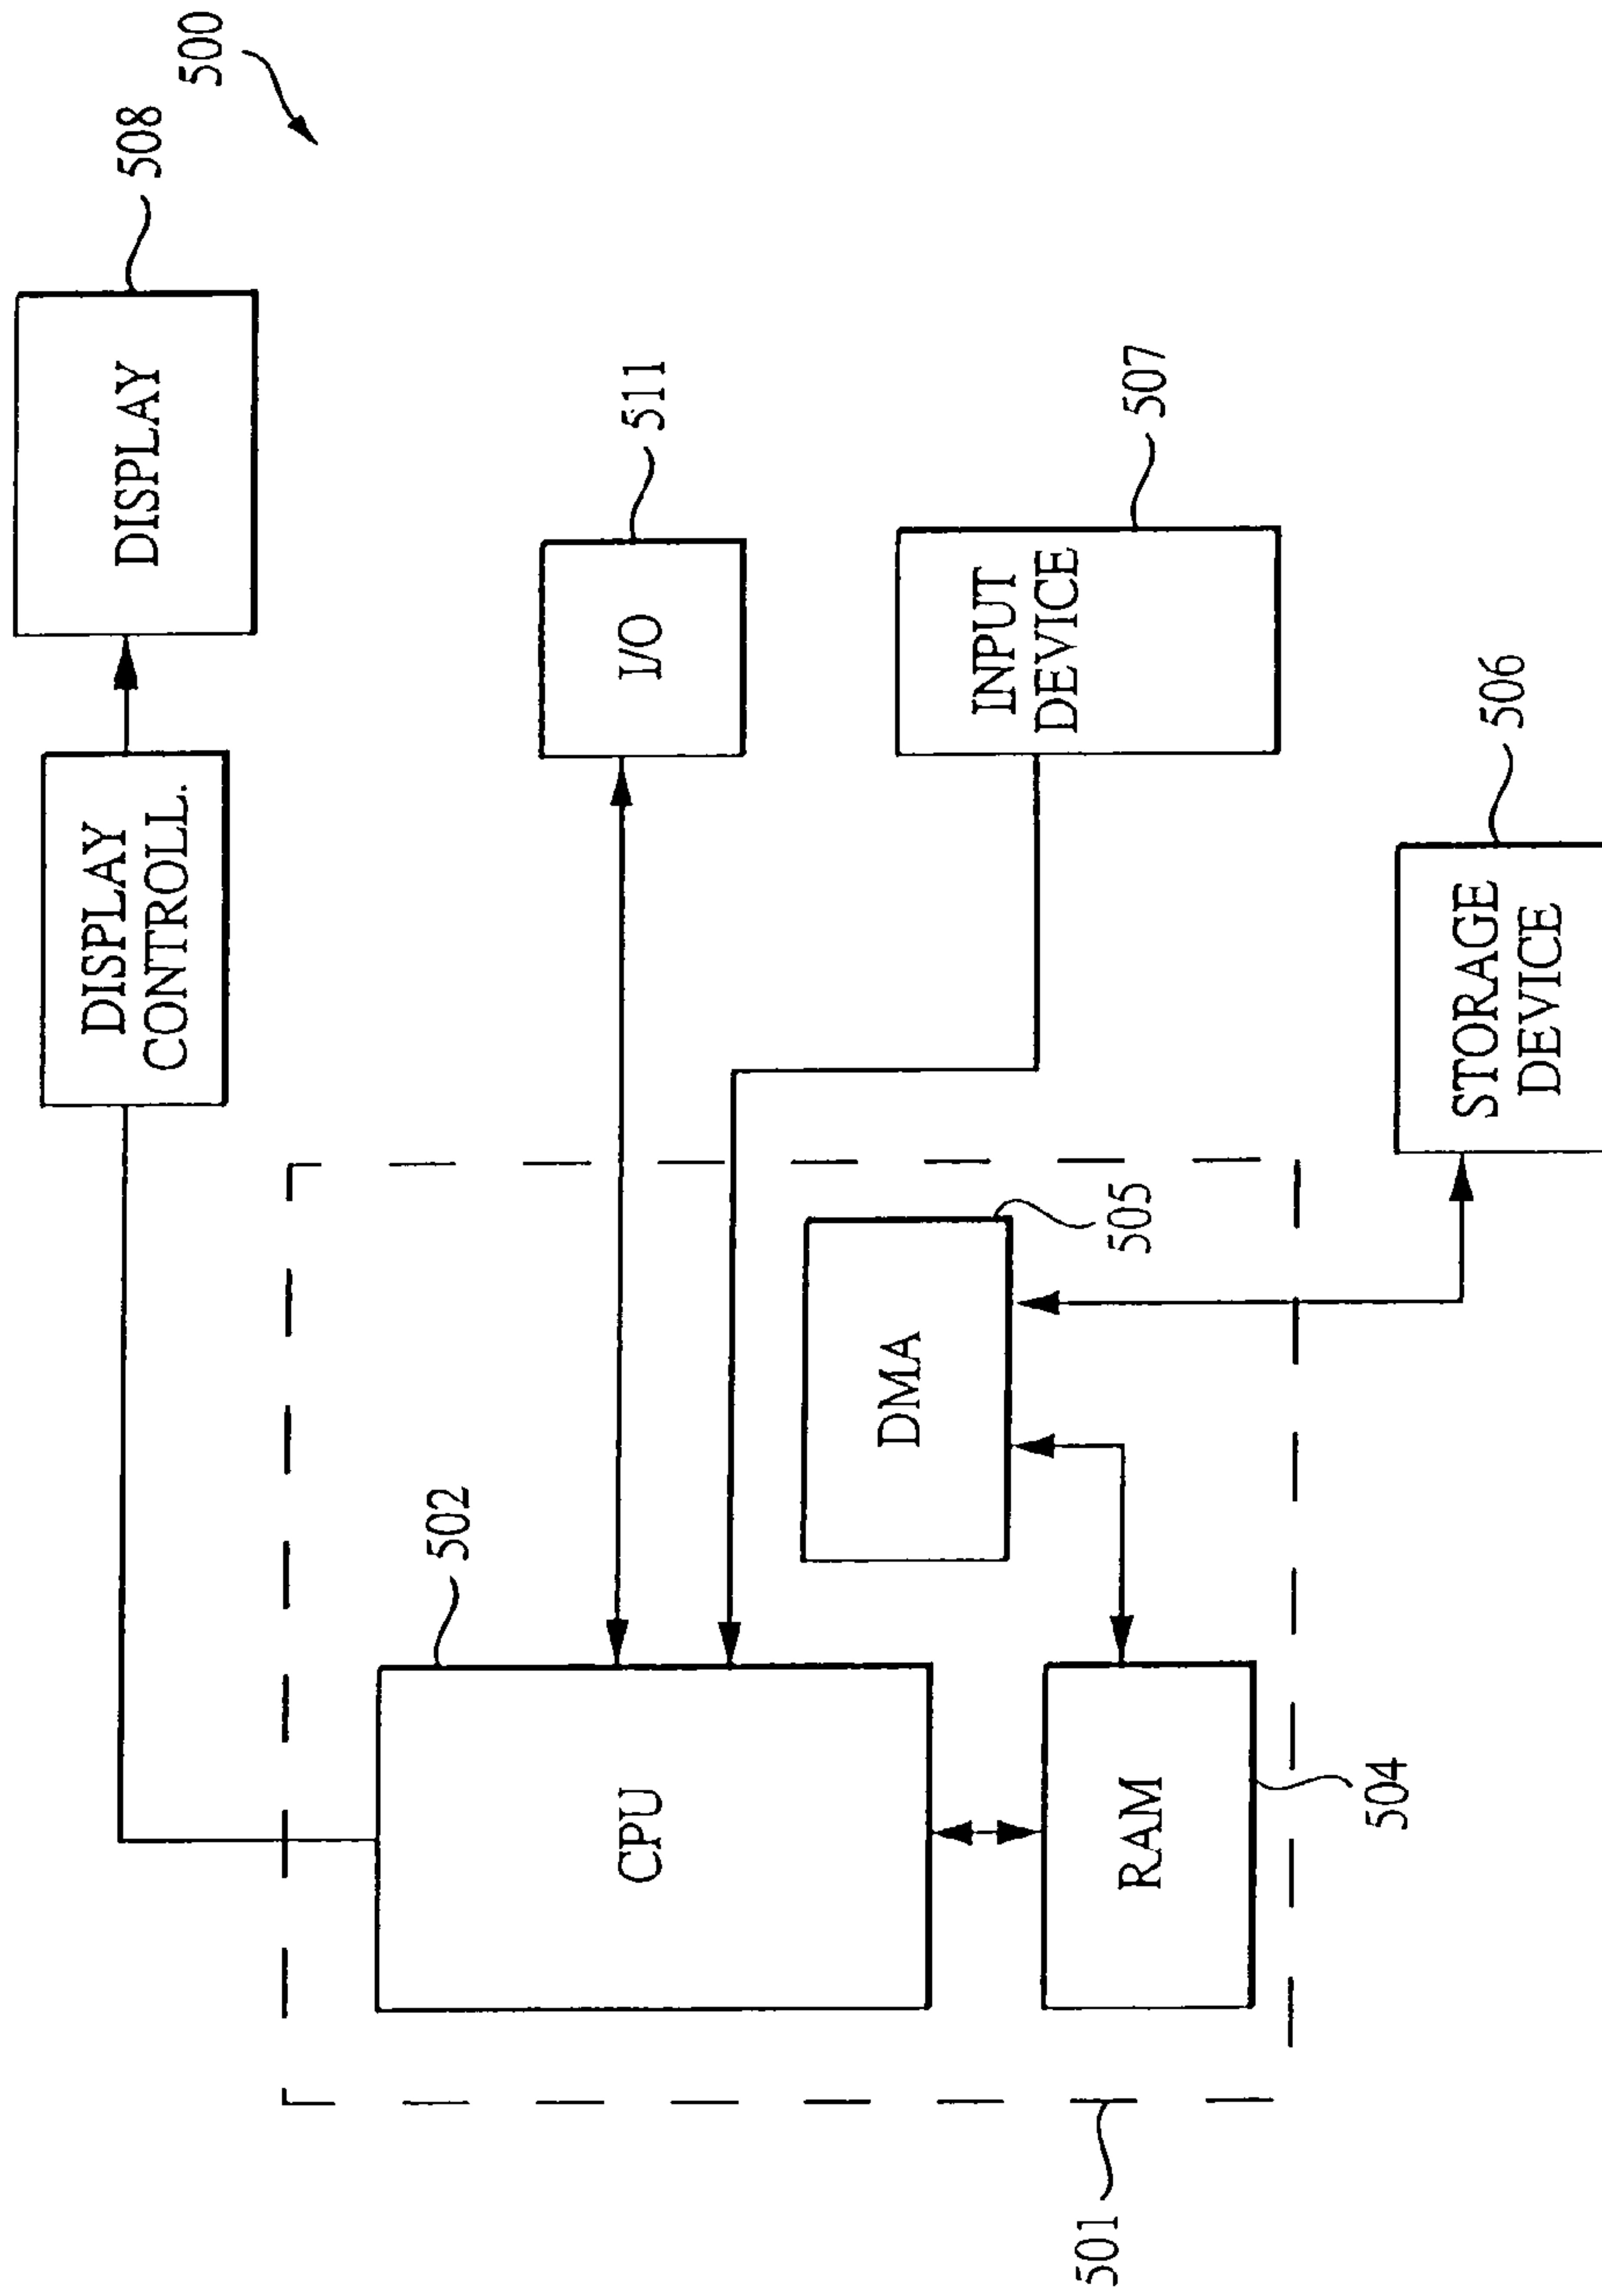 500
DISPLAY
508
DISPLAY
CONTROLL.
I/O
511
INPUT
DEVICE
507
STORAGE
DEVICE
506
DMA
505
CPU
502
RAM
504
501